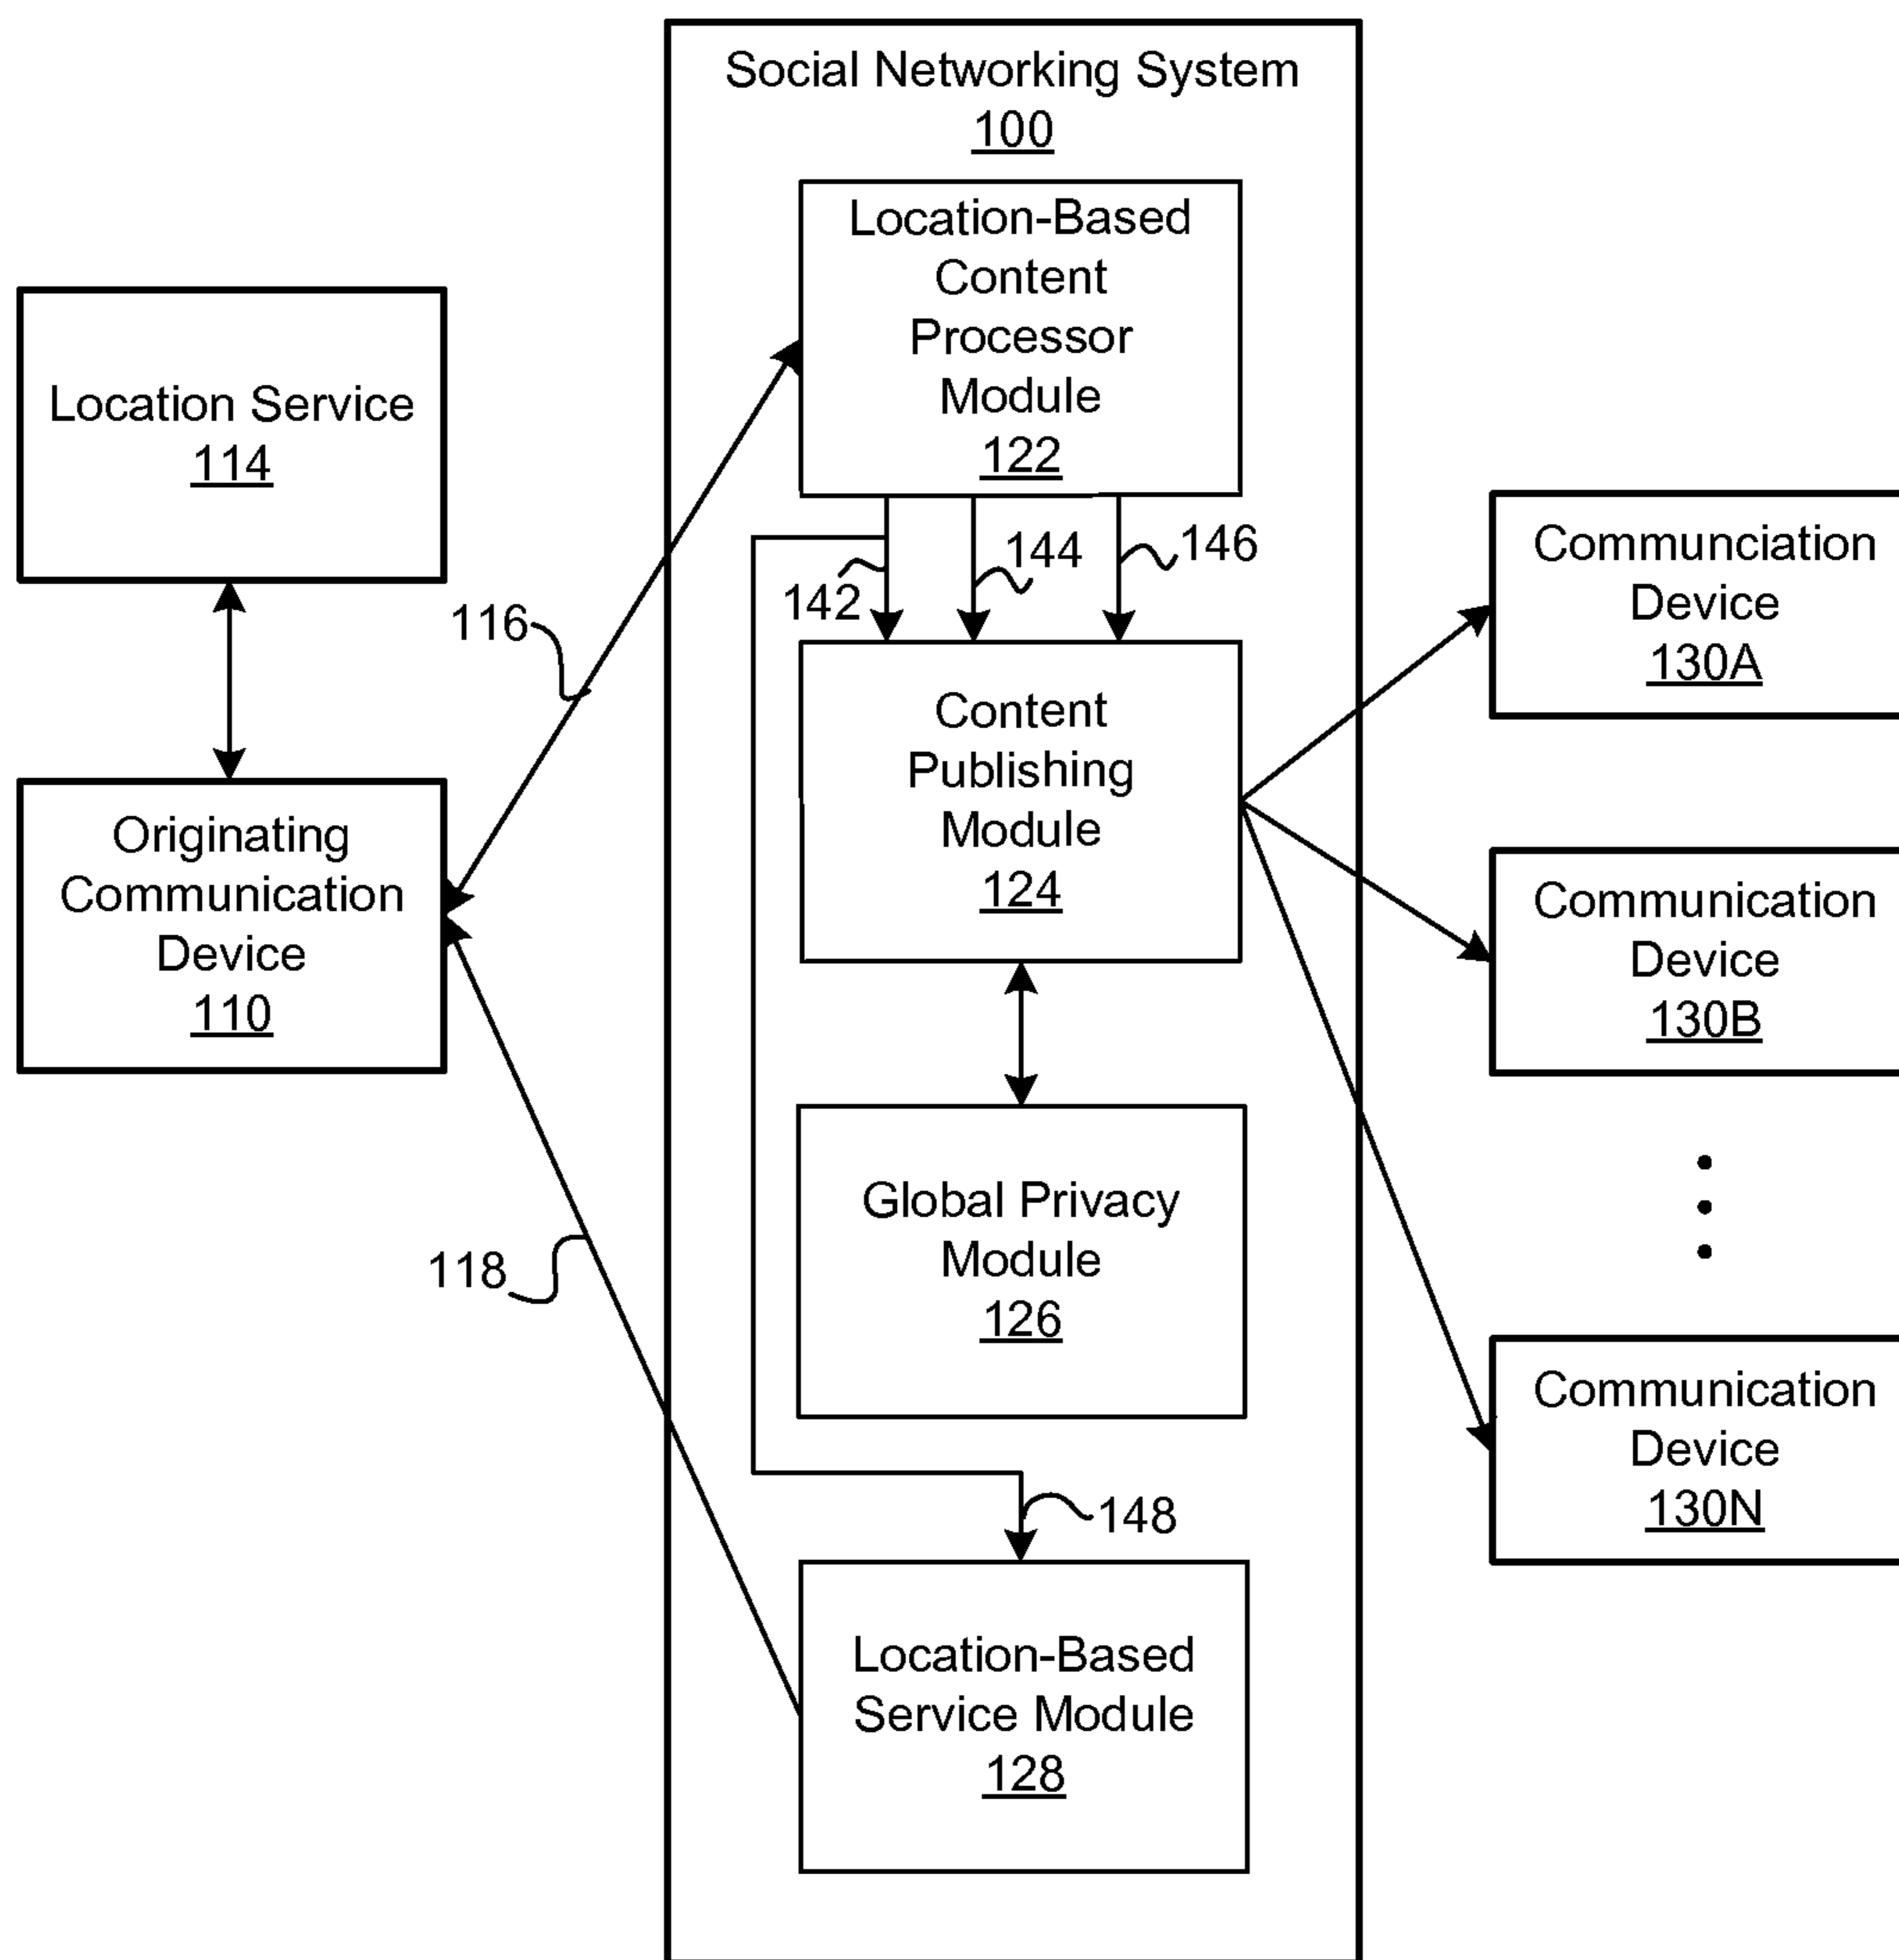 Social Networking System
100
Location-Based
Content
Processor
Module
122
Location Service
114
142
144
146
116
Communciation
Device
130A
Content
Publishing
Module
124
Originating
Communication
Device
110
Communication
Device
130B
Global Privacy
Module
126
118
Communication
Device
130N
148
Location-Based
Service Module
128